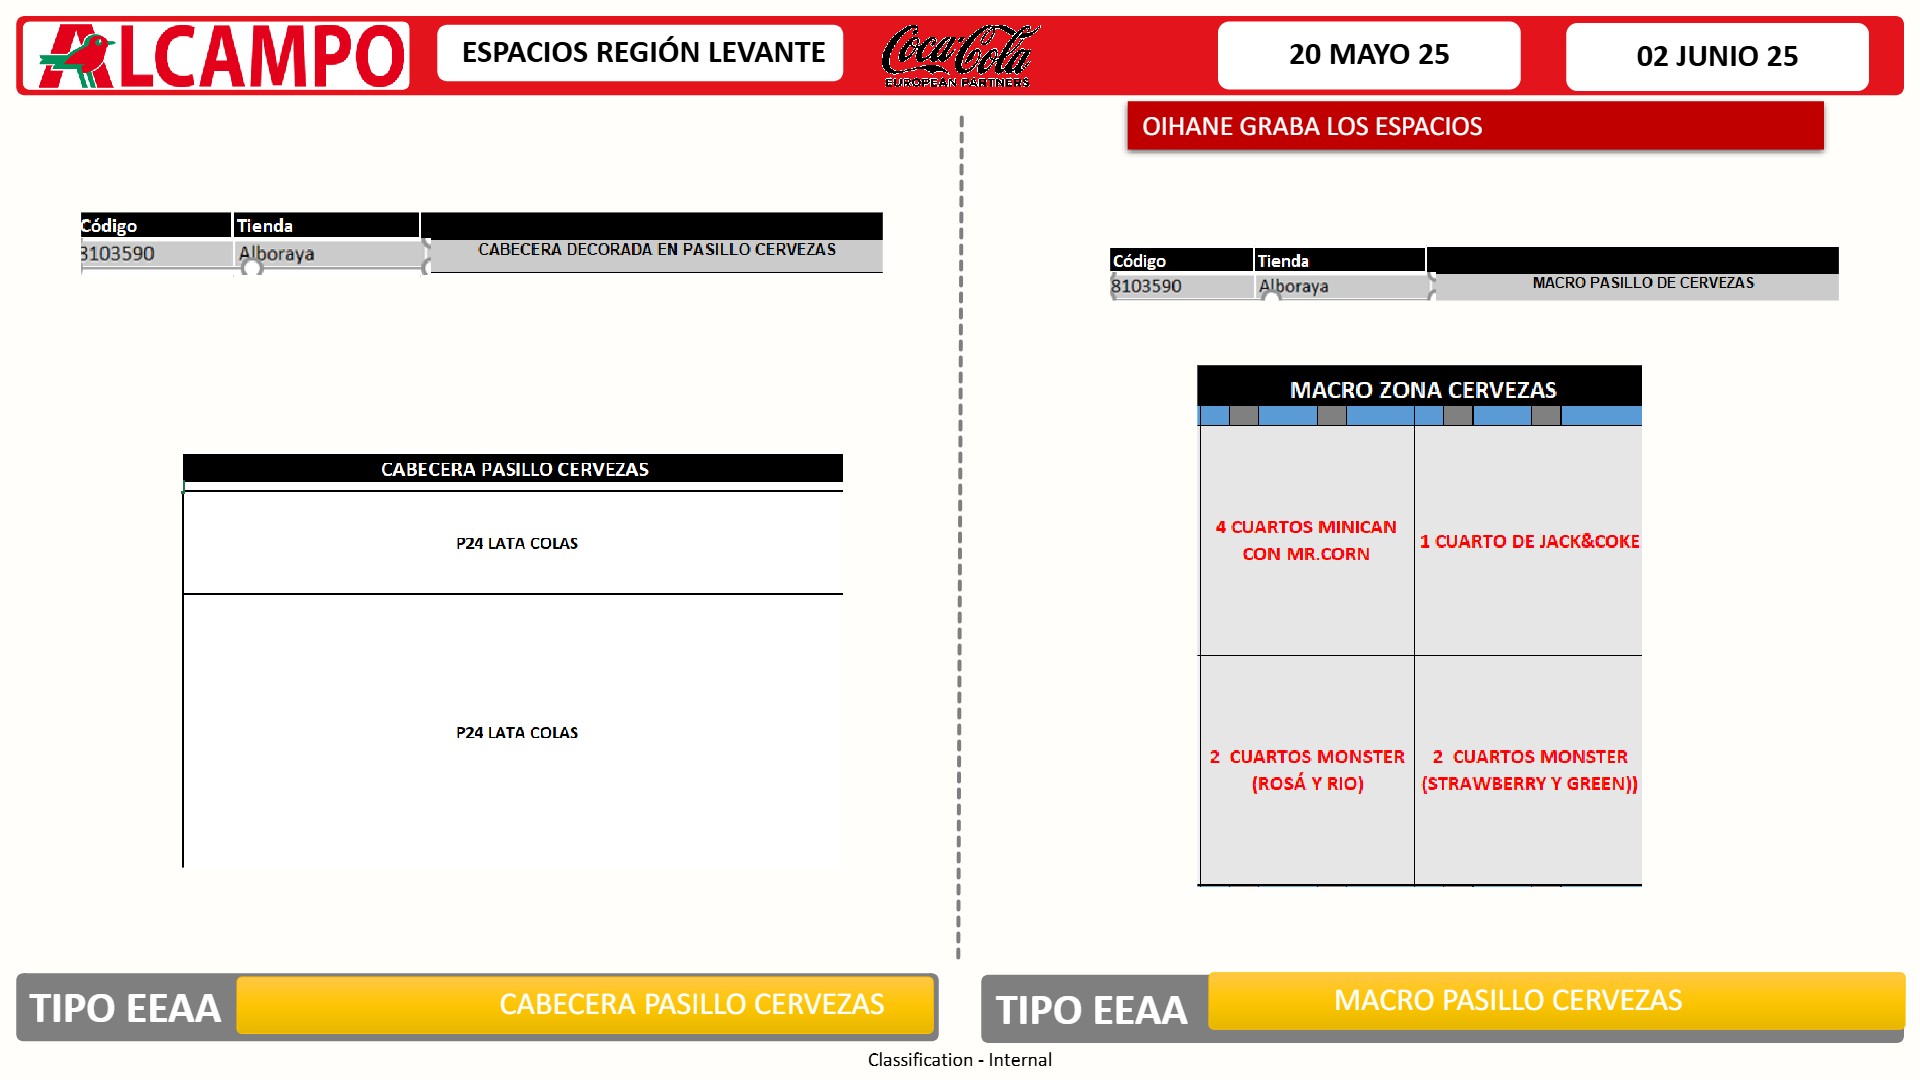 ALCAMPO
ESPACIOS REGIÓN LEVANTE
Coca-Cola
EUROPEAN PARTNERS
20 MAYO 25
02 JUNIO 25
OIHANE GRABA LOS ESPACIOS
Código Tienda
8103590 Alboraya CABECERA DECORADA EN PASILLO CERVEZAS
CABECERA PASILLO CERVEZAS
P24 LATA COLAS
P24 LATA COLAS
TIPO EEAA CABECERA PASILLO CERVEZAS
Código Tienda
8103590 Alboraya MACRO PASILLO DE CERVEZAS
MACRO ZONA CERVEZAS
4 CUARTOS MINICAN
CON MR.CORN
1 CUARTO DE JACK&COKE
2 CUARTOS MONSTER
(ROSÁ Y RIO)
2 CUARTOS MONSTER
(STRAWBERRY Y GREEN))
TIPO EEAA MACRO PASILLO CERVEZAS
Classification - Internal